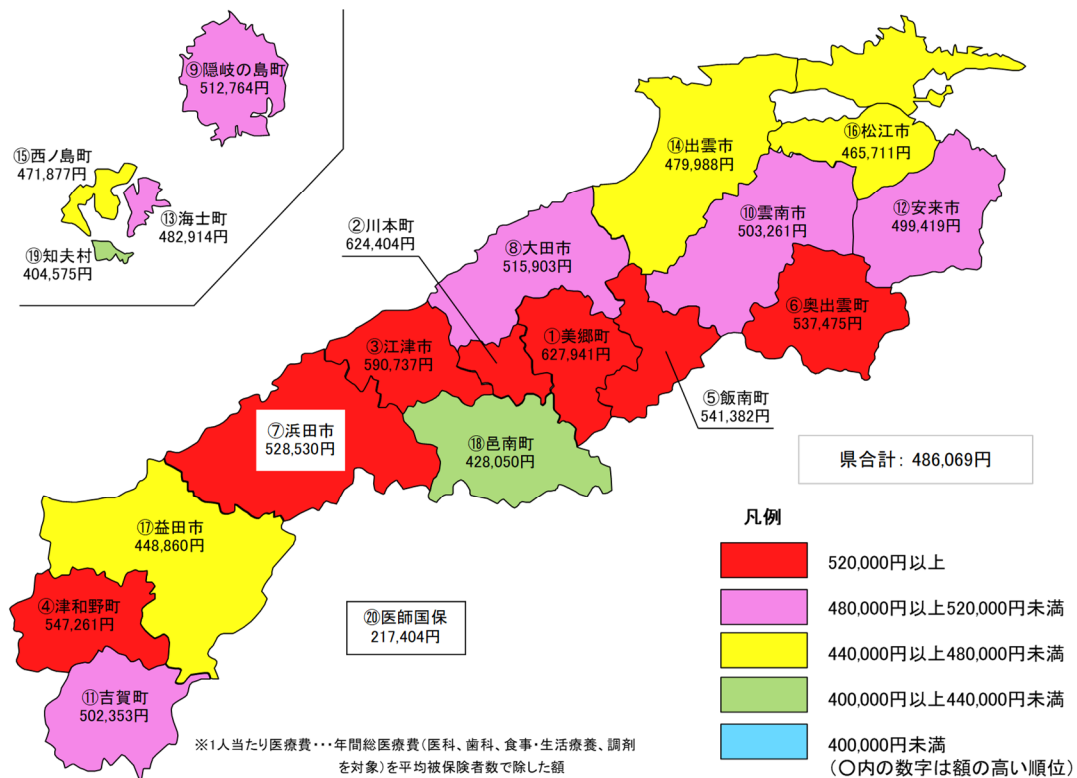 ⑨隠岐の島町
512,764円
⑮西ノ島町
471,877円
⑬海士町
482,914円
⑲知夫村
404,575円
⑯松江市
465,711円
⑭出雲市
479,988円
⑫安来市
499,419円
⑩雲南市
503,261円
②川本町
624,404円
⑧大田市
515,903円
⑥奥出雲町
537,475円
①美郷町
627,941円
③江津市
590,737円
⑤飯南町
541,382円
⑦浜田市
528,530円
⑱邑南町
428,050円
県合計: 486,069円
⑰益田市
448,860円
④津和野町
547,261円
⑳医師国保
217,404円
⑪吉賀町
502,353円
凡例
520,000円以上
480,000円以上520,000円未満
440,000円以上480,000円未満
400,000円以上440,000円未満
400,000円未満
(〇内の数字は額の高い順位)
※1人当たり医療費・・・年間総医療費(医科、歯科、食事・生活療養、調剤
を対象)を平均被保険者数で除した額